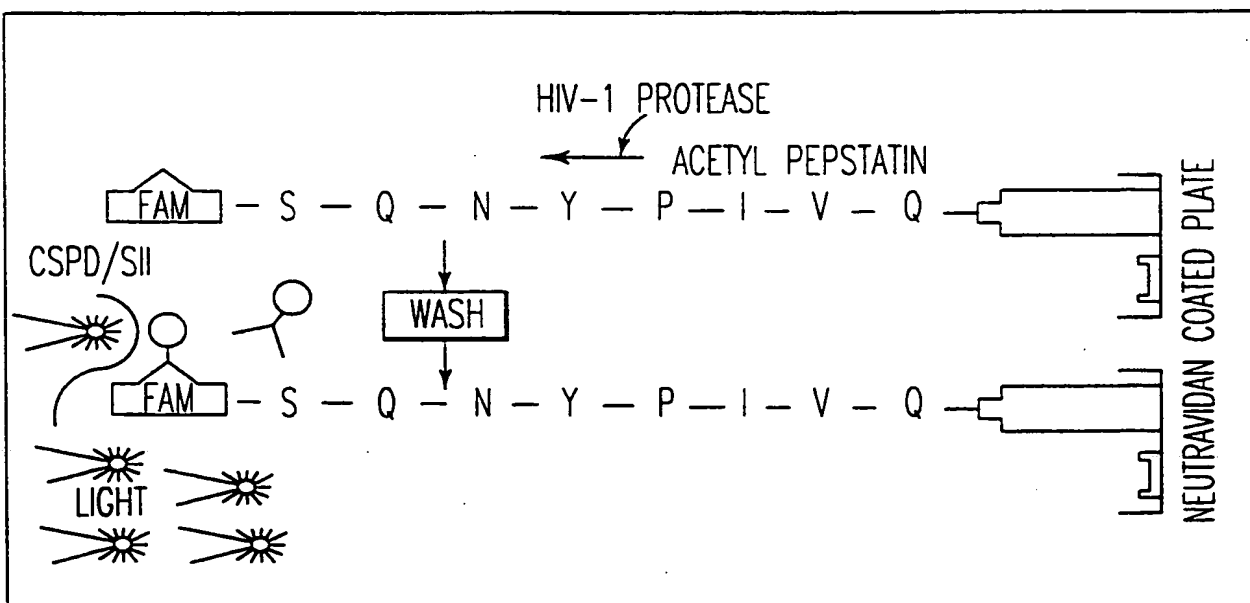 HIV-1 PROTEASE
ACETYL PEPSTATIN
FAM - S - Q - N - Y - P - I - V - Q
CSPD/SII
WASH
FAM - S - Q - N - Y - P - I - V - Q
LIGHT
NEUTRAVIDAN COATED PLATE